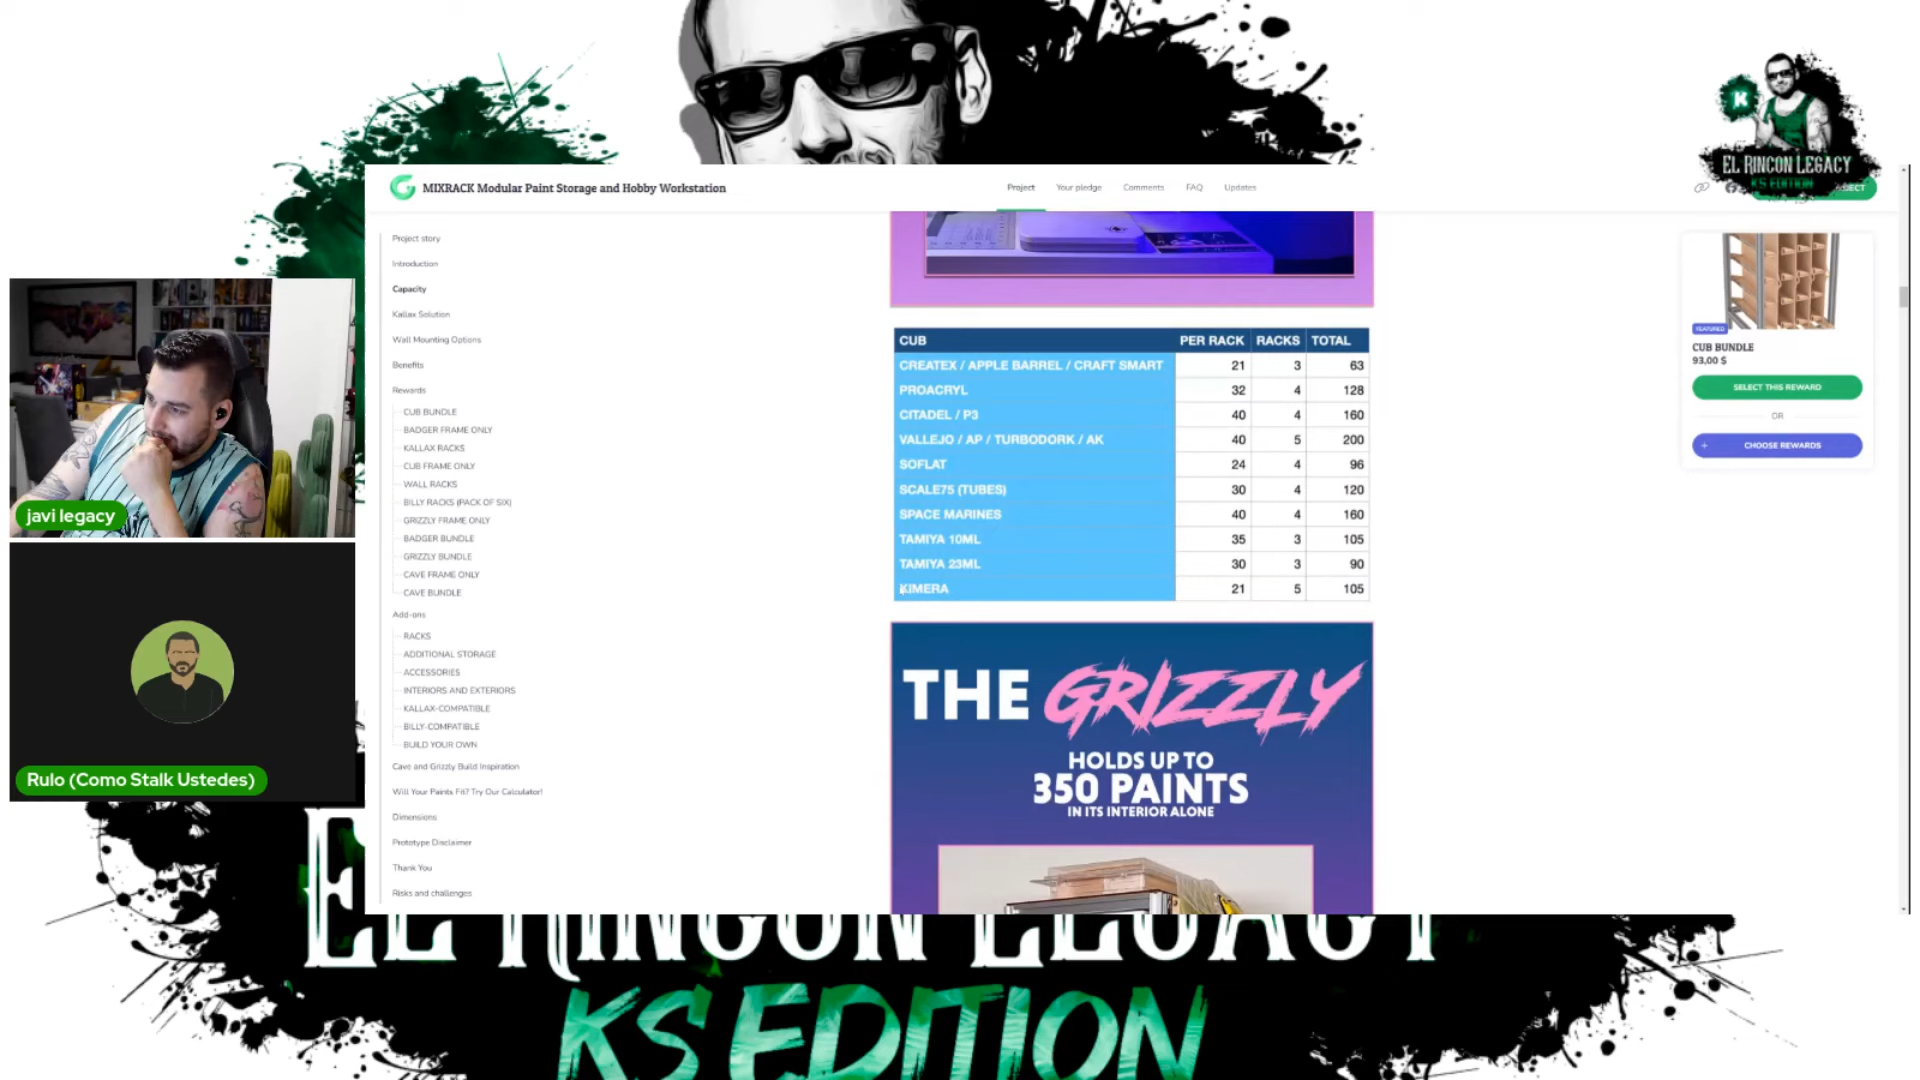 K
EL RINCON LEGACY
KS EDITION
MIXRACK Modular Paint Storage and Hobby Workstation
Project
Your pledge
Comments
FAQ
Updates
Project story
Introduction
Capacity
Kallax Solution
Wall Mounting Options
Benefits
Rewards
CUB BUNDLE
BADGER FRAME ONLY
KALLAX RACKS
CUB FRAME ONLY
WALL RACKS
BILLY RACKS (PACK OF SIX)
GRIZZLY FRAME ONLY
BADGER BUNDLE
GRIZZLY BUNDLE
CAVE FRAME ONLY
CAVE BUNDLE
Add-ons
RACKS
ADDITIONAL STORAGE
ACCESSORIES
INTERIORS AND EXTERIORS
KALLAX-COMPATIBLE
BILLY-COMPATIBLE
BUILD YOUR OWN
Cave and Grizzly Build Inspiration
Will Your Paints Fit? Try Our Calculator!
Dimensions
Prototype Disclaimer
Thank You
Risks and challenges
CUB PER RACK RACKS TOTAL
CREATEX / APPLE BARREL / CRAFT SMART 21 3 63
PROACRYL 32 4 128
CITADEL / P3 40 4 160
VALLEJO / AP / TURBODORK / AK 40 5 200
SOFLAT 24 4 96
SCALE75 (TUBES) 30 4 120
SPACE MARINES 40 4 160
TAMIYA 10ML 35 3 105
TAMIYA 23ML 30 3 90
KIMERA 21 5 105
THE GRIZZLY
HOLDS UP TO
350 PAINTS
IN ITS INTERIOR ALONE
FEATURED
CUB BUNDLE
93,00 $
SELECT THIS REWARD
OR
+ CHOOSE REWARDS
javi legacy
Rulo (Como Stalk Ustedes)
EL RINCON LEGACY
KS EDITION